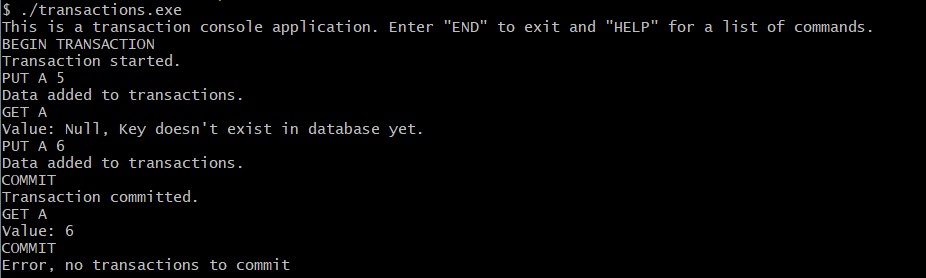 $ ./transactions.exe
This is a transaction console application. Enter "END" to exit and "HELP" for a list of commands.
BEGIN TRANSACTION
Transaction started.
PUT A 5
Data added to transactions.
GET A
Value: Null, Key doesn't exist in database yet.
PUT A 6
Data added to transactions.
COMMIT
Transaction committed.
GET A
Value: 6
COMMIT
Error, no transactions to commit